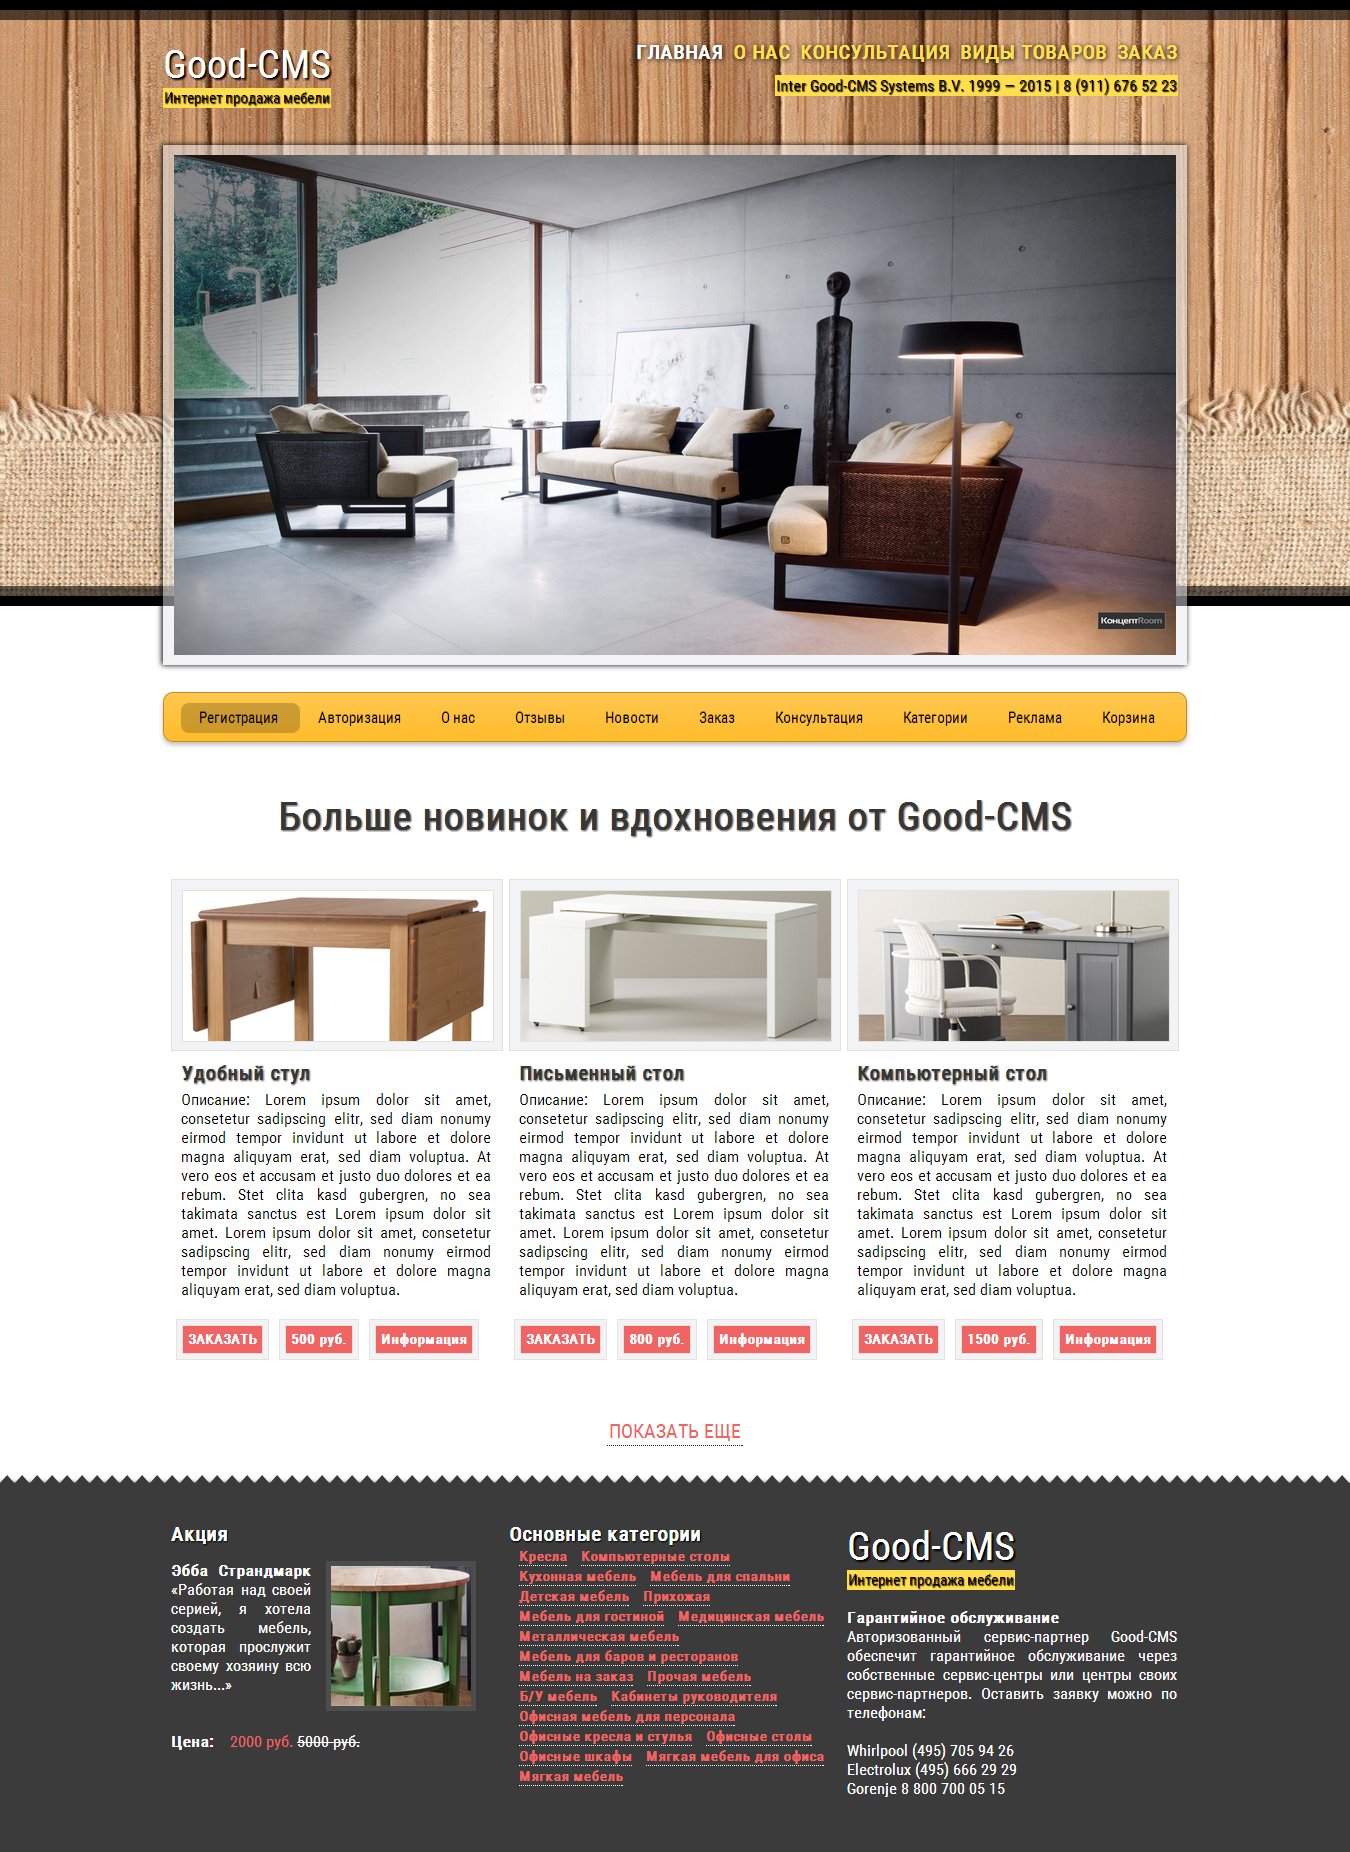 Good-CMS
Интернет продажа мебели
ГЛАВНАЯ О НАС КОНСУЛЬТАЦИЯ ВИДЫ ТОВАРОВ ЗАКАЗ
Inter Good-CMS Systems B.V. 1999 — 2015 | 8 (911) 676 52 23
КонцептRoom
Регистрация Авторизация О нас Отзывы Новости Заказ Консультация Категории Реклама Корзина
Больше новинок и вдохновения от Good-CMS
Удобный стул
Описание: Lorem ipsum dolor sit amet,
consetetur sadipscing elitr, sed diam nonumy
eirmod tempor invidunt ut labore et dolore
magna aliquyam erat, sed diam voluptua. At
vero eos et accusam et justo duo dolores et ea
rebum. Stet clita kasd gubergren, no sea
takimata sanctus est Lorem ipsum dolor sit
amet. Lorem ipsum dolor sit amet, consetetur
sadipscing elitr, sed diam nonumy eirmod
tempor invidunt ut labore et dolore magna
aliquyam erat, sed diam voluptua.
ЗАКАЗАТЬ 500 руб. Информация
Письменный стол
Описание: Lorem ipsum dolor sit amet,
consetetur sadipscing elitr, sed diam nonumy
eirmod tempor invidunt ut labore et dolore
magna aliquyam erat, sed diam voluptua. At
vero eos et accusam et justo duo dolores et ea
rebum. Stet clita kasd gubergren, no sea
takimata sanctus est Lorem ipsum dolor sit
amet. Lorem ipsum dolor sit amet, consetetur
sadipscing elitr, sed diam nonumy eirmod
tempor invidunt ut labore et dolore magna
aliquyam erat, sed diam voluptua.
ЗАКАЗАТЬ 800 руб. Информация
Компьютерный стол
Описание: Lorem ipsum dolor sit amet,
consetetur sadipscing elitr, sed diam nonumy
eirmod tempor invidunt ut labore et dolore
magna aliquyam erat, sed diam voluptua. At
vero eos et accusam et justo duo dolores et ea
rebum. Stet clita kasd gubergren, no sea
takimata sanctus est Lorem ipsum dolor sit
amet. Lorem ipsum dolor sit amet, consetetur
sadipscing elitr, sed diam nonumy eirmod
tempor invidunt ut labore et dolore magna
aliquyam erat, sed diam voluptua.
ЗАКАЗАТЬ 1500 руб. Информация
ПОКАЗАТЬ ЕЩЕ
Акция
Эбба Страндмарк
«Работая над своей
серией, я хотела
создать мебель,
которая прослужит
своему хозяину всю
жизнь...»
Цена: 2000 руб. 5000 руб.
Основные категории
Кресла Компьютерные столы
Кухонная мебель Мебель для спальни
Детская мебель Прихожая
Мебель для гостиной Медицинская мебель
Металлическая мебель
Мебель для баров и ресторанов
Мебель на заказ Прочая мебель
Б/У мебель Кабинеты руководителя
Офисная мебель для персонала
Офисные кресла и стулья Офисные столы
Офисные шкафы Мягкая мебель для офиса
Мягкая мебель
Good-CMS
Интернет продажа мебели
Гарантийное обслуживание
Авторизованный сервис-партнер Good-CMS
обеспечит гарантийное обслуживание через
собственные сервис-центры или центры своих
сервис-партнеров. Оставить заявку можно по
телефонам:
Whirlpool (495) 705 94 26
Electrolux (495) 666 29 29
Gorenje 8 800 700 05 15